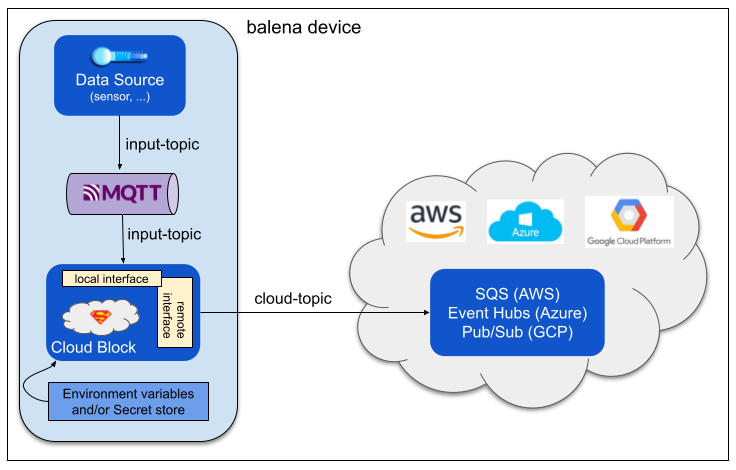 balena device
Data Source
(sensor, ...)
input-topic
MQTT
input-topic
local interface
remote
interface
Cloud Block
Environment variables
and/or Secret store
cloud-topic
aws
Azure
Google Cloud Platform
SQS (AWS)
Event Hubs (Azure)
Pub/Sub (GCP)